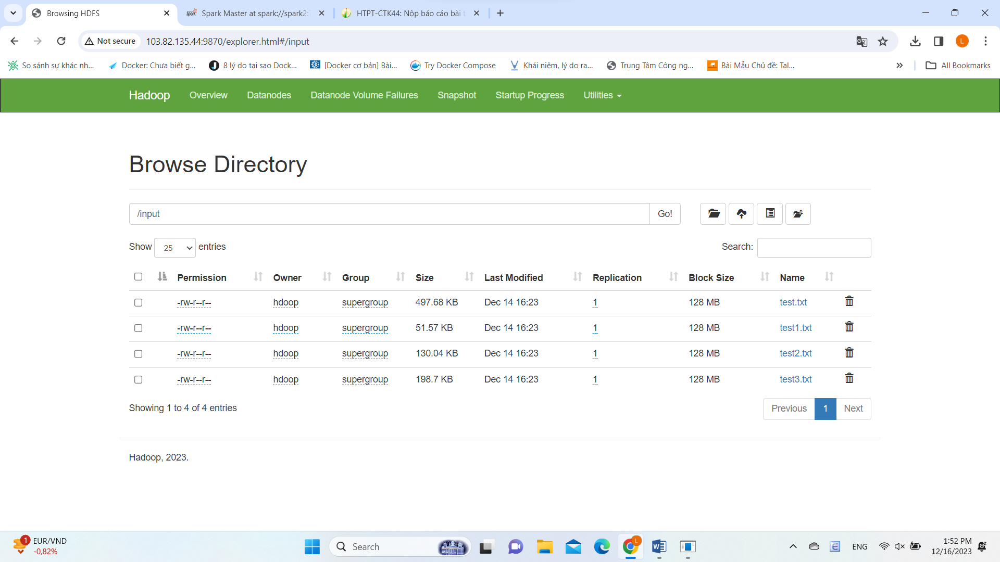 Browsing HDFS
Spark Master at spark://spark2:
HTPT-CTK44: Nộp báo cáo bài t
Not secure
103.82.135.44:9870/explorer.html#/input
L
So sánh sự khác nh...
Docker: Chưa biết g...
8 lý do tại sao Dock...
[Docker cơ bản] Bài...
Try Docker Compose
Khái niệm, lý do ra...
Trung Tâm Công ng...
Bài Mẫu Chủ đề: Tal...
All Bookmarks
Hadoop Overview Datanodes Datanode Volume Failures Snapshot Startup Progress Utilities
Browse Directory
/input Go!
Show 25 entries Search:
Permission Owner Group Size Last Modified Replication Block Size Name
-rw-r--r-- hdoop supergroup 497.68 KB Dec 14 16:23 1 128 MB test.txt
-rw-r--r-- hdoop supergroup 51.57 KB Dec 14 16:23 1 128 MB test1.txt
-rw-r--r-- hdoop supergroup 130.04 KB Dec 14 16:23 1 128 MB test2.txt
-rw-r--r-- hdoop supergroup 198.7 KB Dec 14 16:23 1 128 MB test3.txt
Showing 1 to 4 of 4 entries Previous 1 Next
Hadoop, 2023.
1
EUR/VND
-0,82%
Search
L
ENG
1:52 PM
12/16/2023